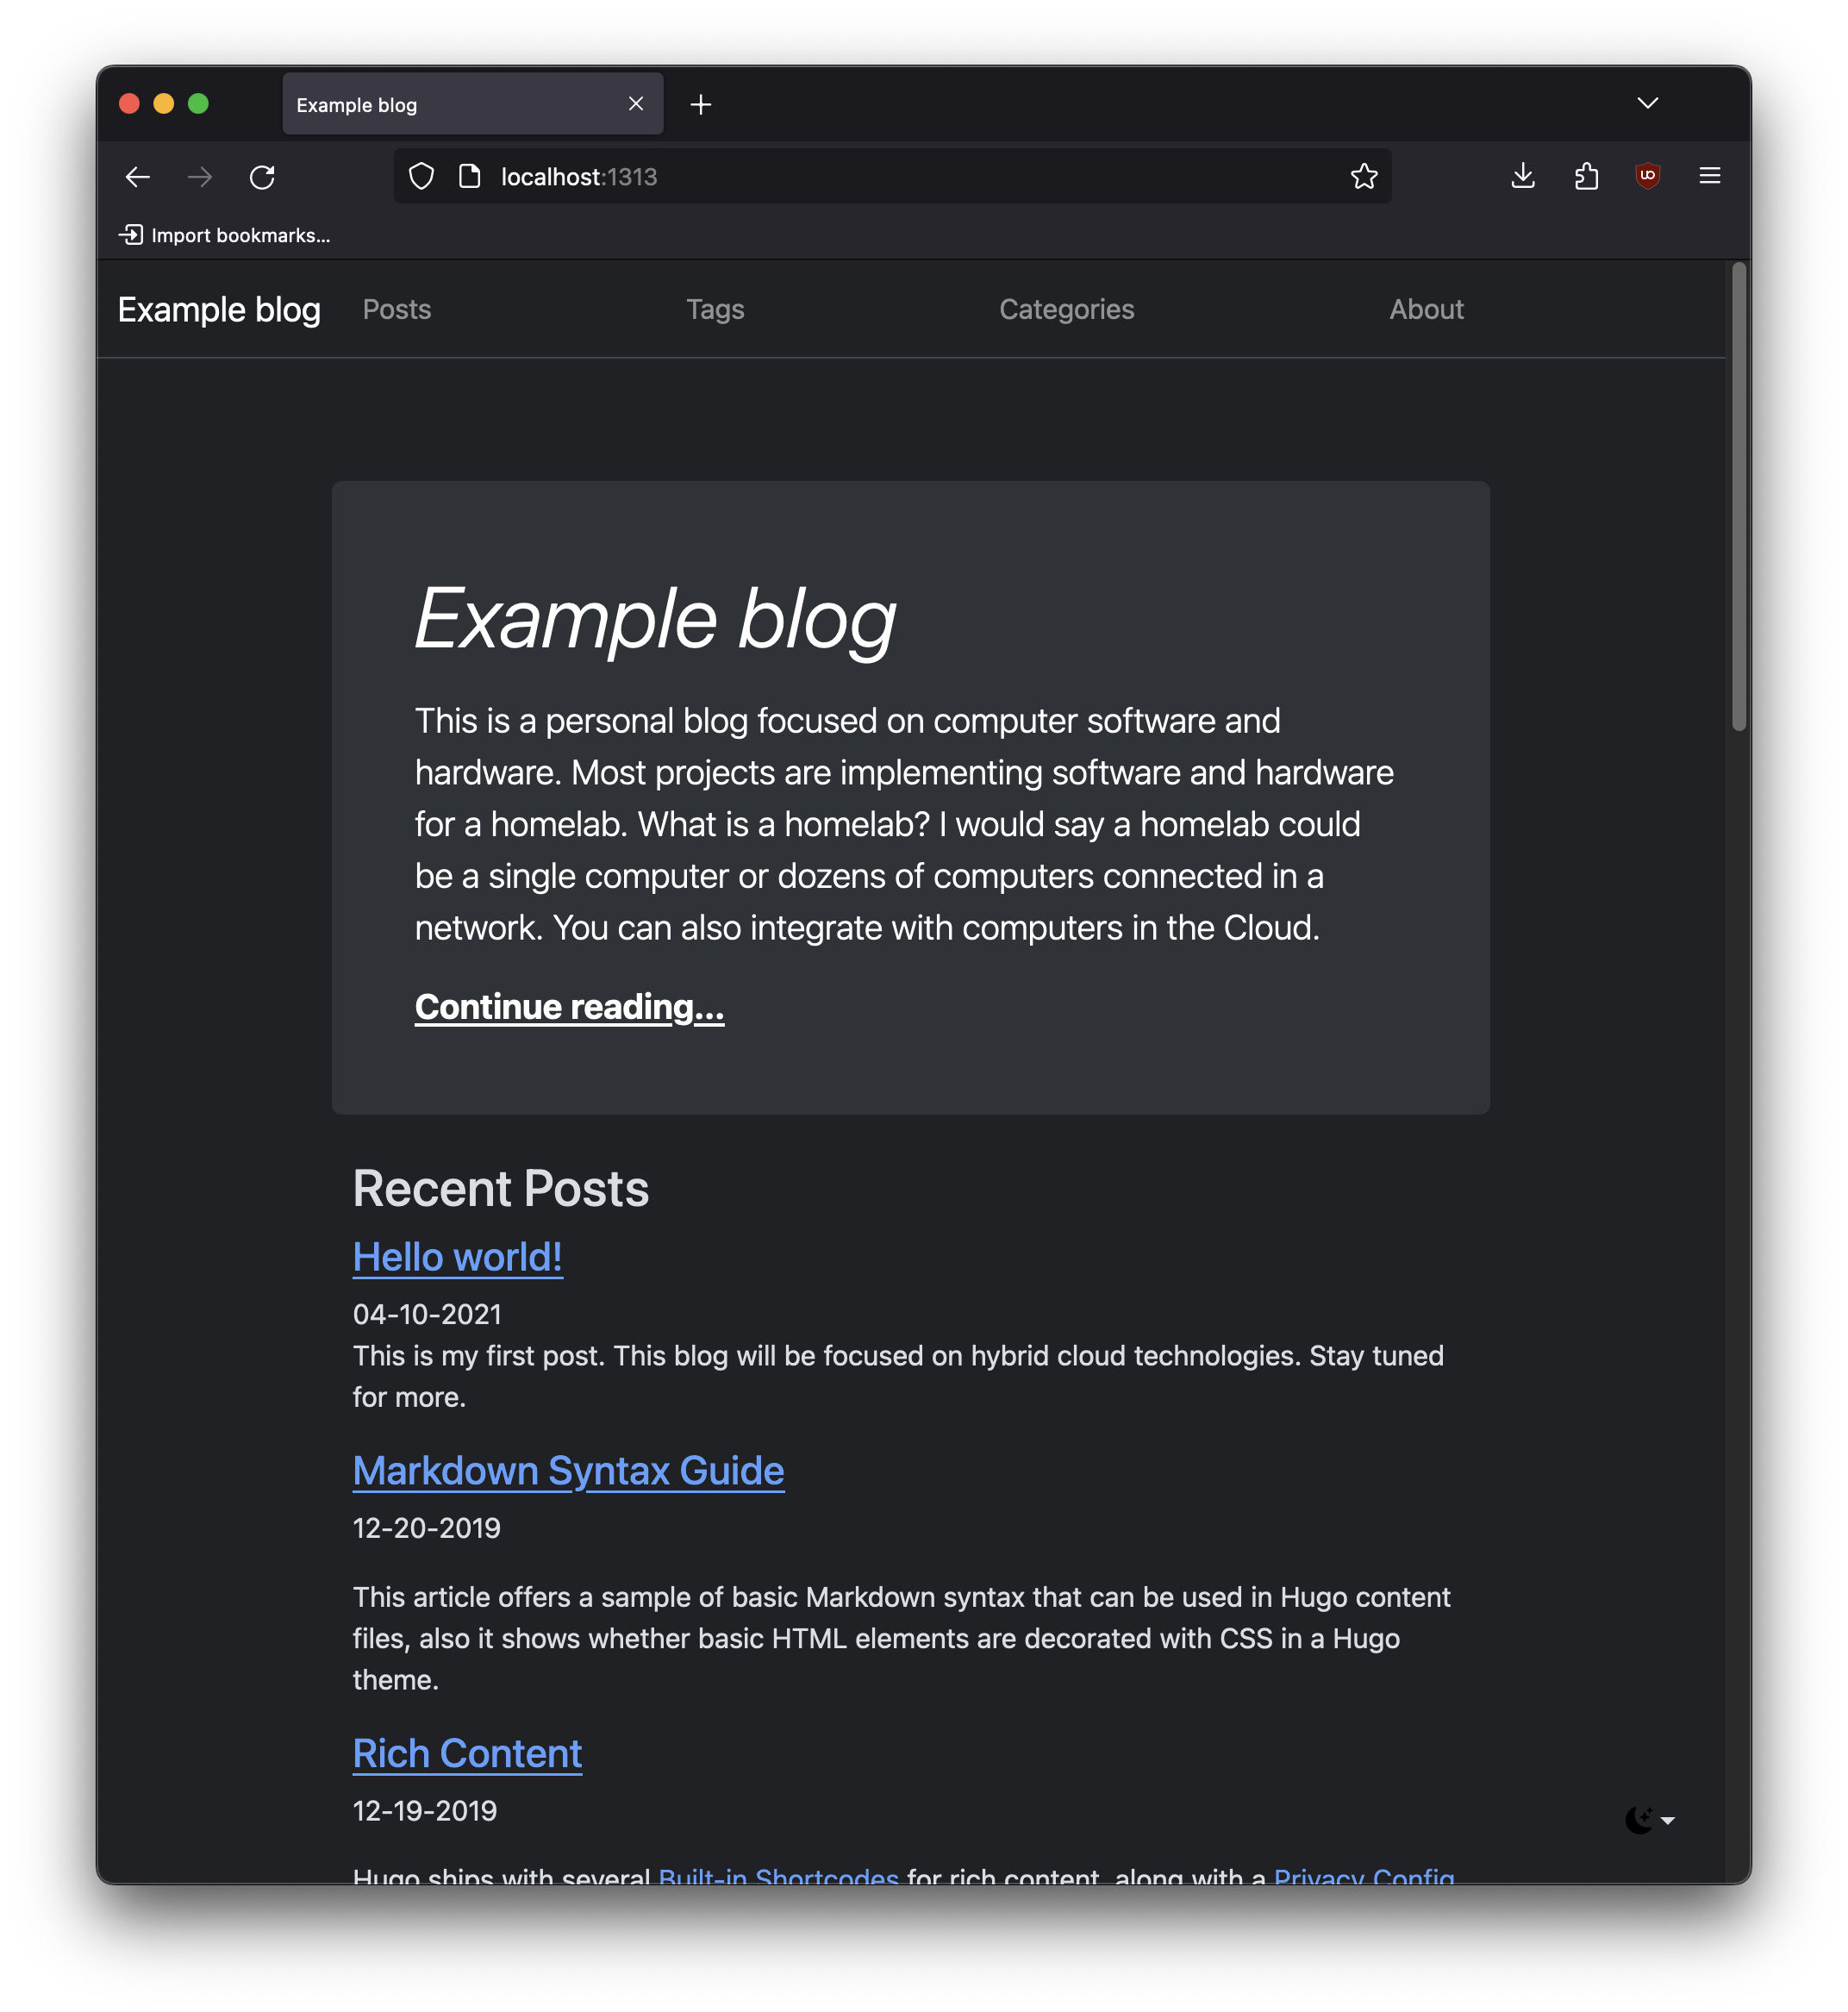 Example blog
localhost:1313
Import bookmarks...
Example blog Posts Tags Categories About
Example blog
This is a personal blog focused on computer software and
hardware. Most projects are implementing software and hardware
for a homelab. What is a homelab? I would say a homelab could
be a single computer or dozens of computers connected in a
network. You can also integrate with computers in the Cloud.
Continue reading...
Recent Posts
Hello world!
04-10-2021
This is my first post. This blog will be focused on hybrid cloud technologies. Stay tuned
for more.
Markdown Syntax Guide
12-20-2019
This article offers a sample of basic Markdown syntax that can be used in Hugo content
files, also it shows whether basic HTML elements are decorated with CSS in a Hugo
theme.
Rich Content
12-19-2019
Hugo ships with several Built-in Shortcodes for rich content, along with a Privacy Config